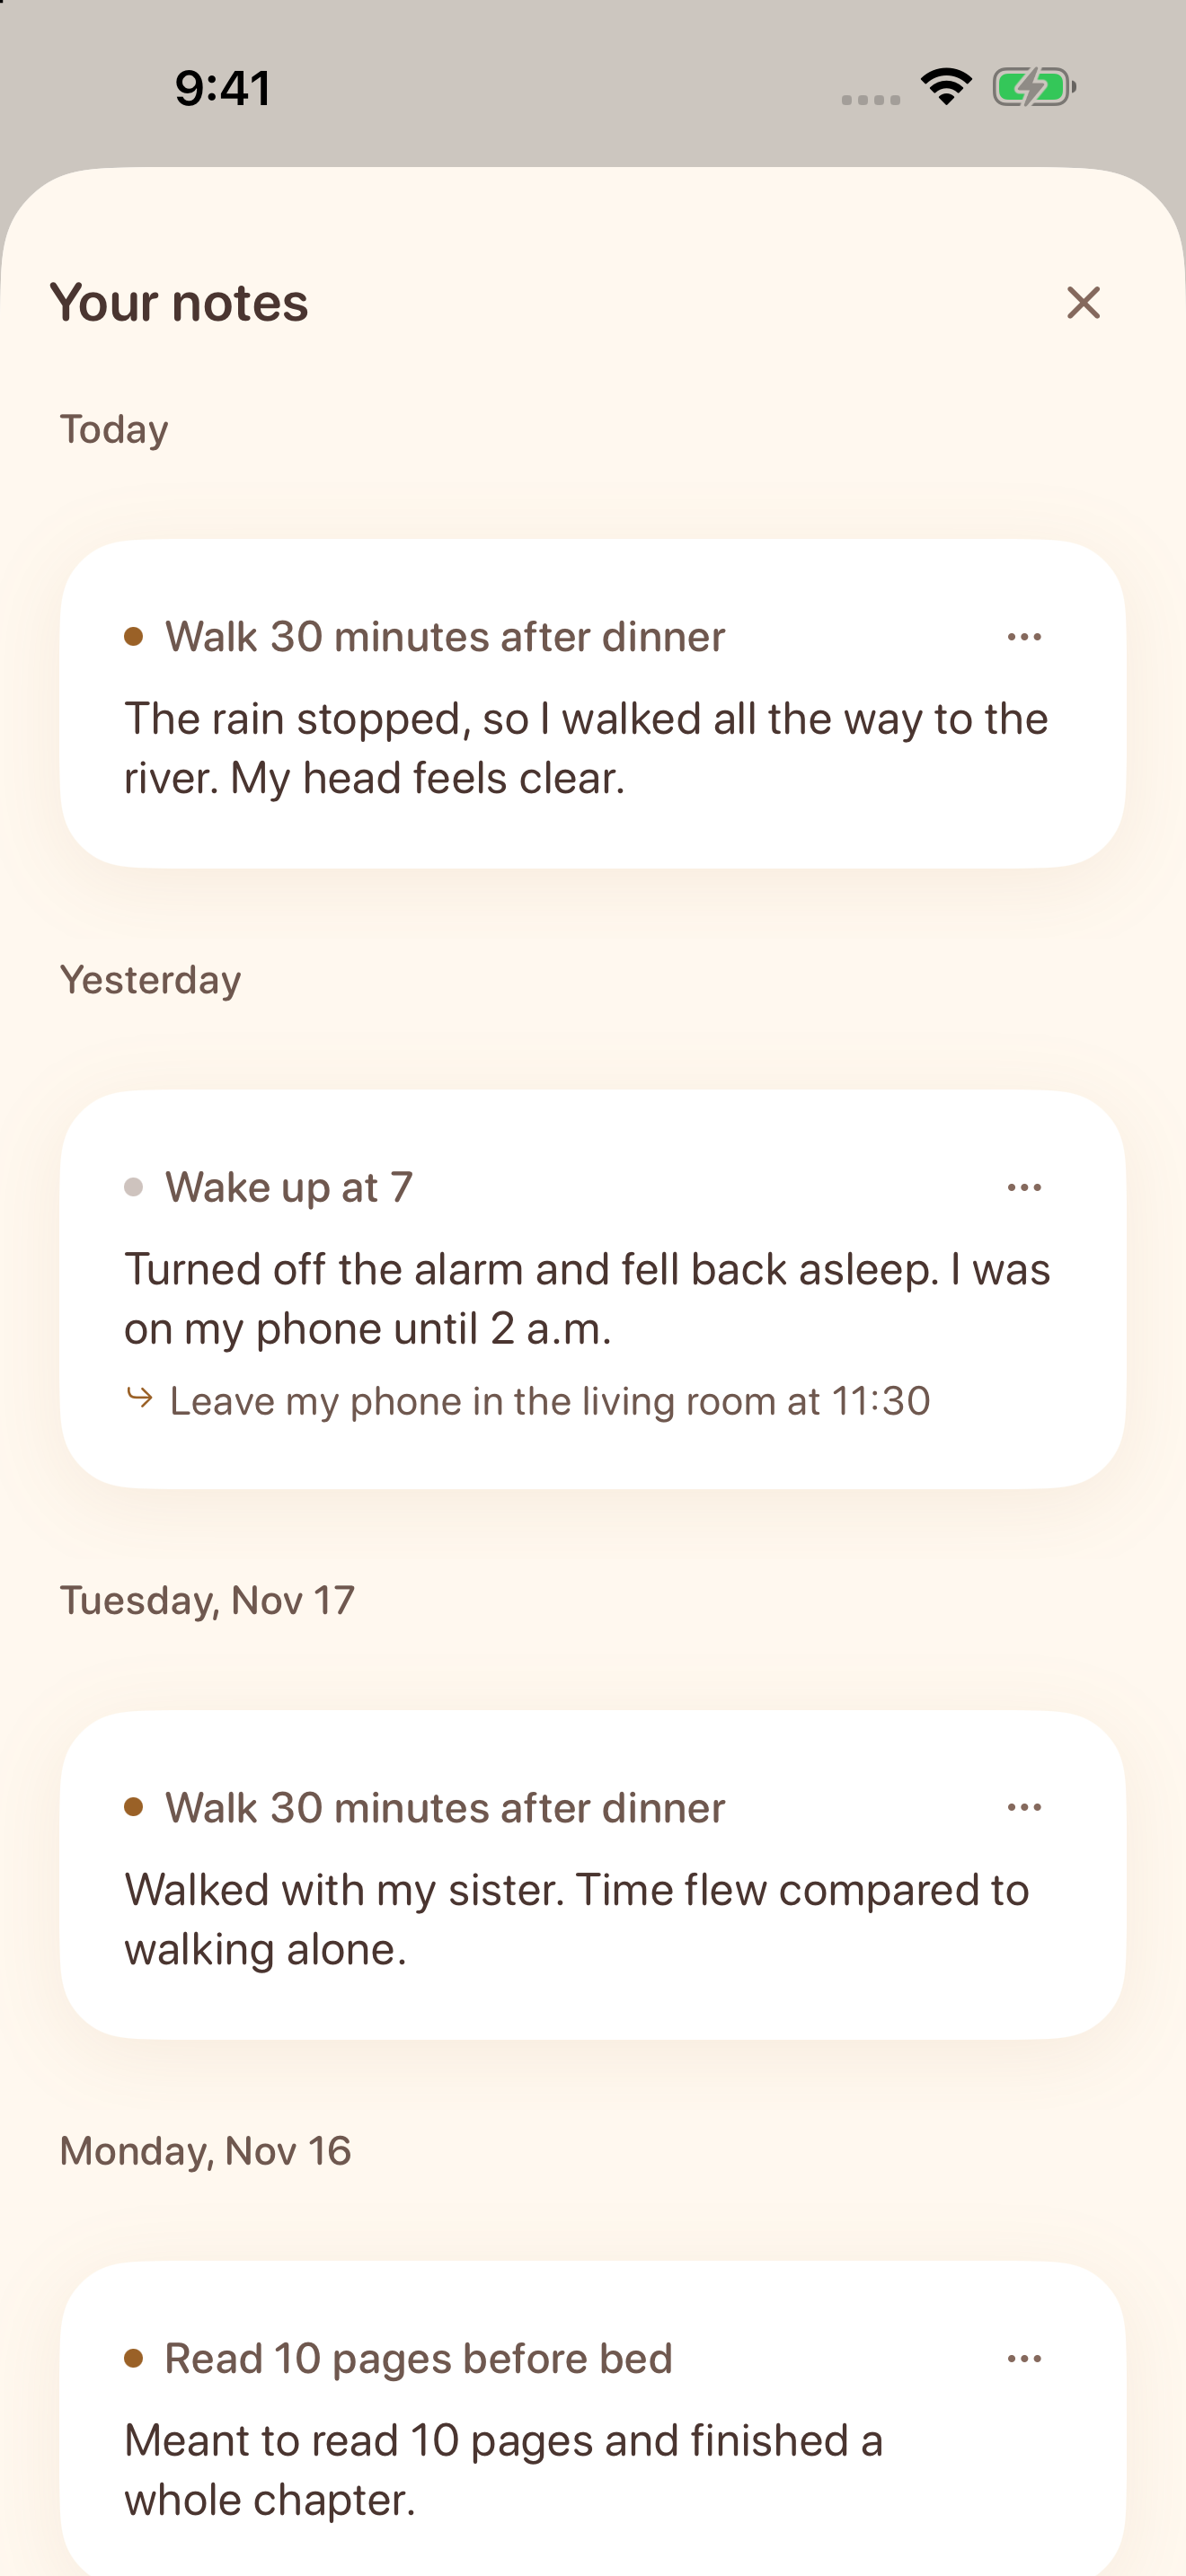 9:41
Your notes
Today
Walk 30 minutes after dinner
The rain stopped, so I walked all the way to the
river. My head feels clear.
Yesterday
Wake up at 7
Turned off the alarm and fell back asleep. I was
on my phone until 2 a.m.
Leave my phone in the living room at 11:30
Tuesday, Nov 17
Walk 30 minutes after dinner
Walked with my sister. Time flew compared to
walking alone.
Monday, Nov 16
Read 10 pages before bed
Meant to read 10 pages and finished a
whole chapter.